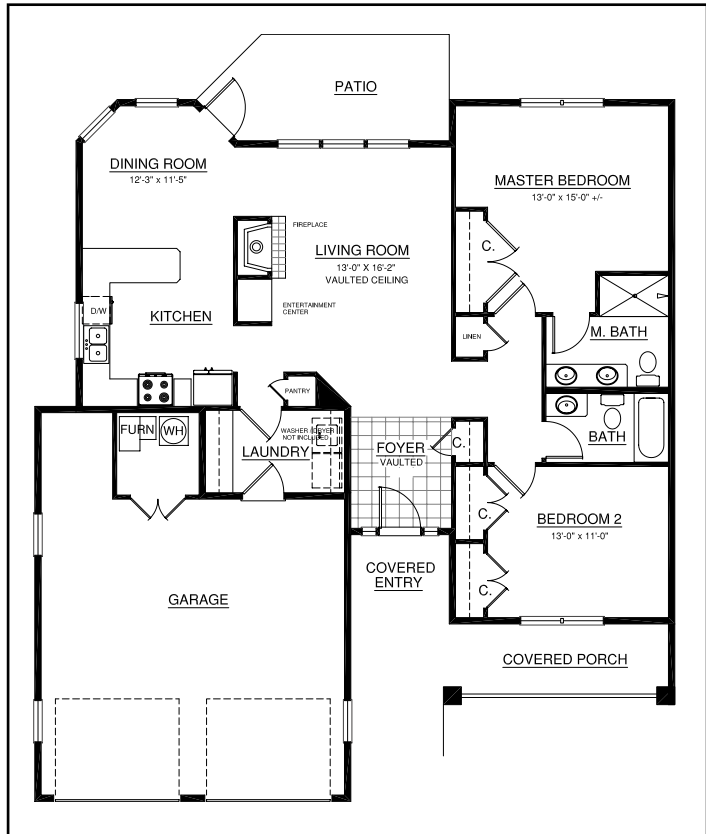 PATIO
DINING ROOM
12'-3" x 11'-5"
MASTER BEDROOM
13'-0" x 15'-0" +/-
FIREPLACE
LIVING ROOM
13'-0" X 16'-2"
VAULTED CEILING
C.
ENTERTAINMENT
CENTER
D/W
KITCHEN
LINEN
M. BATH
PANTRY
FURN
WH
WASHER / DRYER
NOT INCLUDED
LAUNDRY
FOYER
VAULTED
C.
BATH
C.
BEDROOM 2
13'-0" x 11'-0"
COVERED
ENTRY
C.
GARAGE
COVERED PORCH